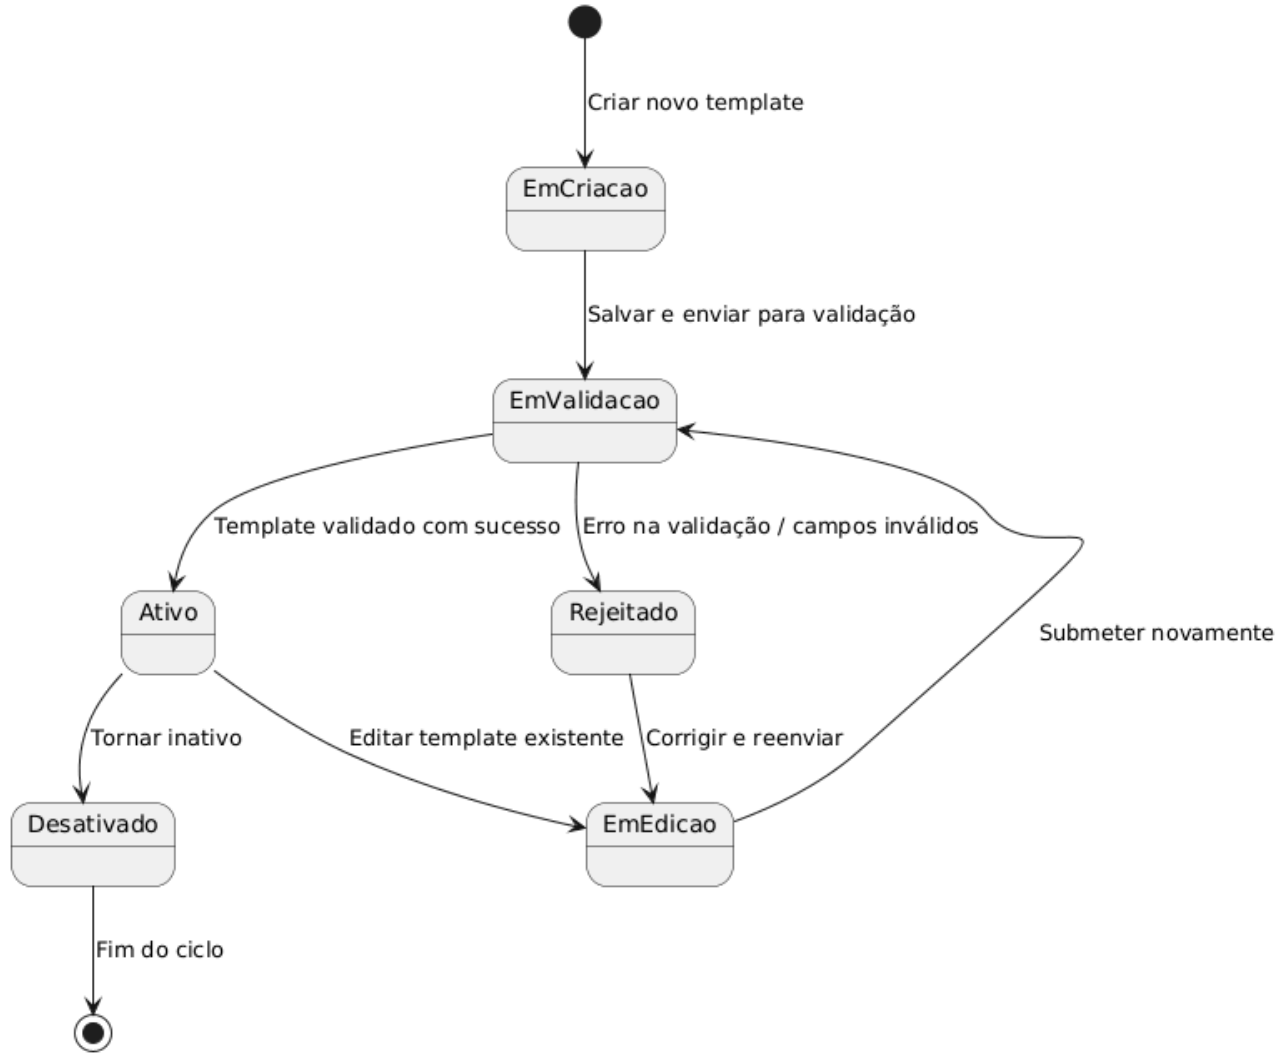 Criar novo template
EmCriacao
Salvar e enviar para validação
EmValidacao
Template validado com sucesso
Erro na validação / campos inválidos
Ativo
Rejeitado
Submeter novamente
Tornar inativo
Editar template existente
Corrigir e reenviar
Desativado
EmEdicao
Fim do ciclo